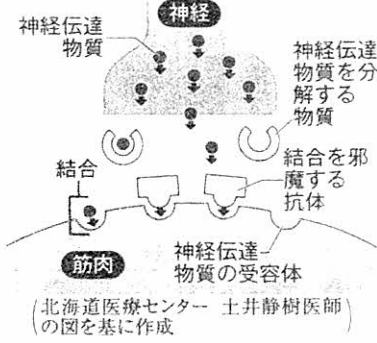 神経
神経伝達
物質
神経伝達
物質を分
解する
物質
結合
結合を邪
魔する
抗体
筋肉
神経伝達
物質の受容体
(北海道医療センター 土井静樹医師
の図を基に作成)